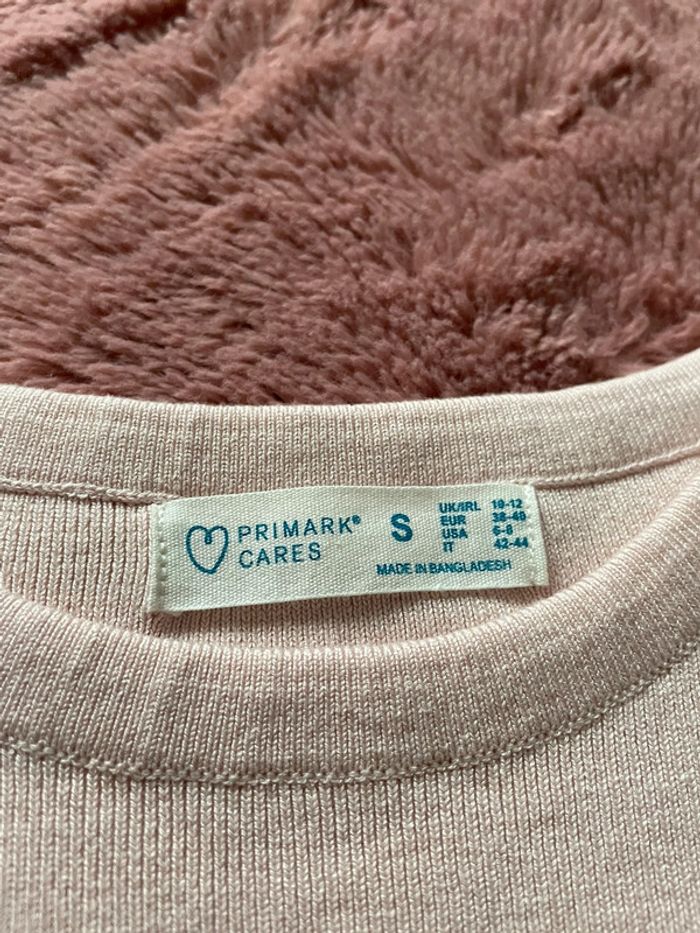 PRIMARK®
CARES
S
UK/IRL 10-12
EUR 38-40
USA 6-8
IT 42-44
MADE IN BANGLADESH